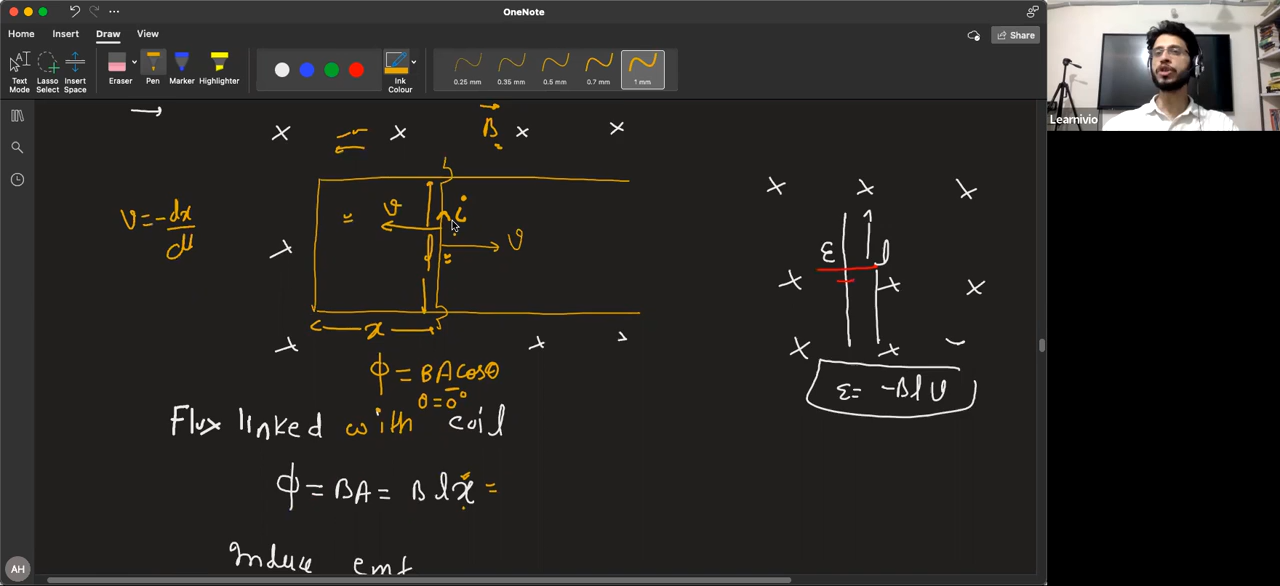 OneNote
Home Insert Draw View
Share
Text Mode
Lasso Select
Insert Space
Eraser
Pen
Marker
Highlighter
Ink Colour
0.25 mm
0.35 mm
0.5 mm
0.7 mm
1 mm
Learnivio
B
v i
v
l
V = -dx/dt
x
ε l
ε = -BlV
ϕ = BA cosθ
θ = 0°
Flux linked with coil
ϕ = BA = Blx =
Induce emf
AH